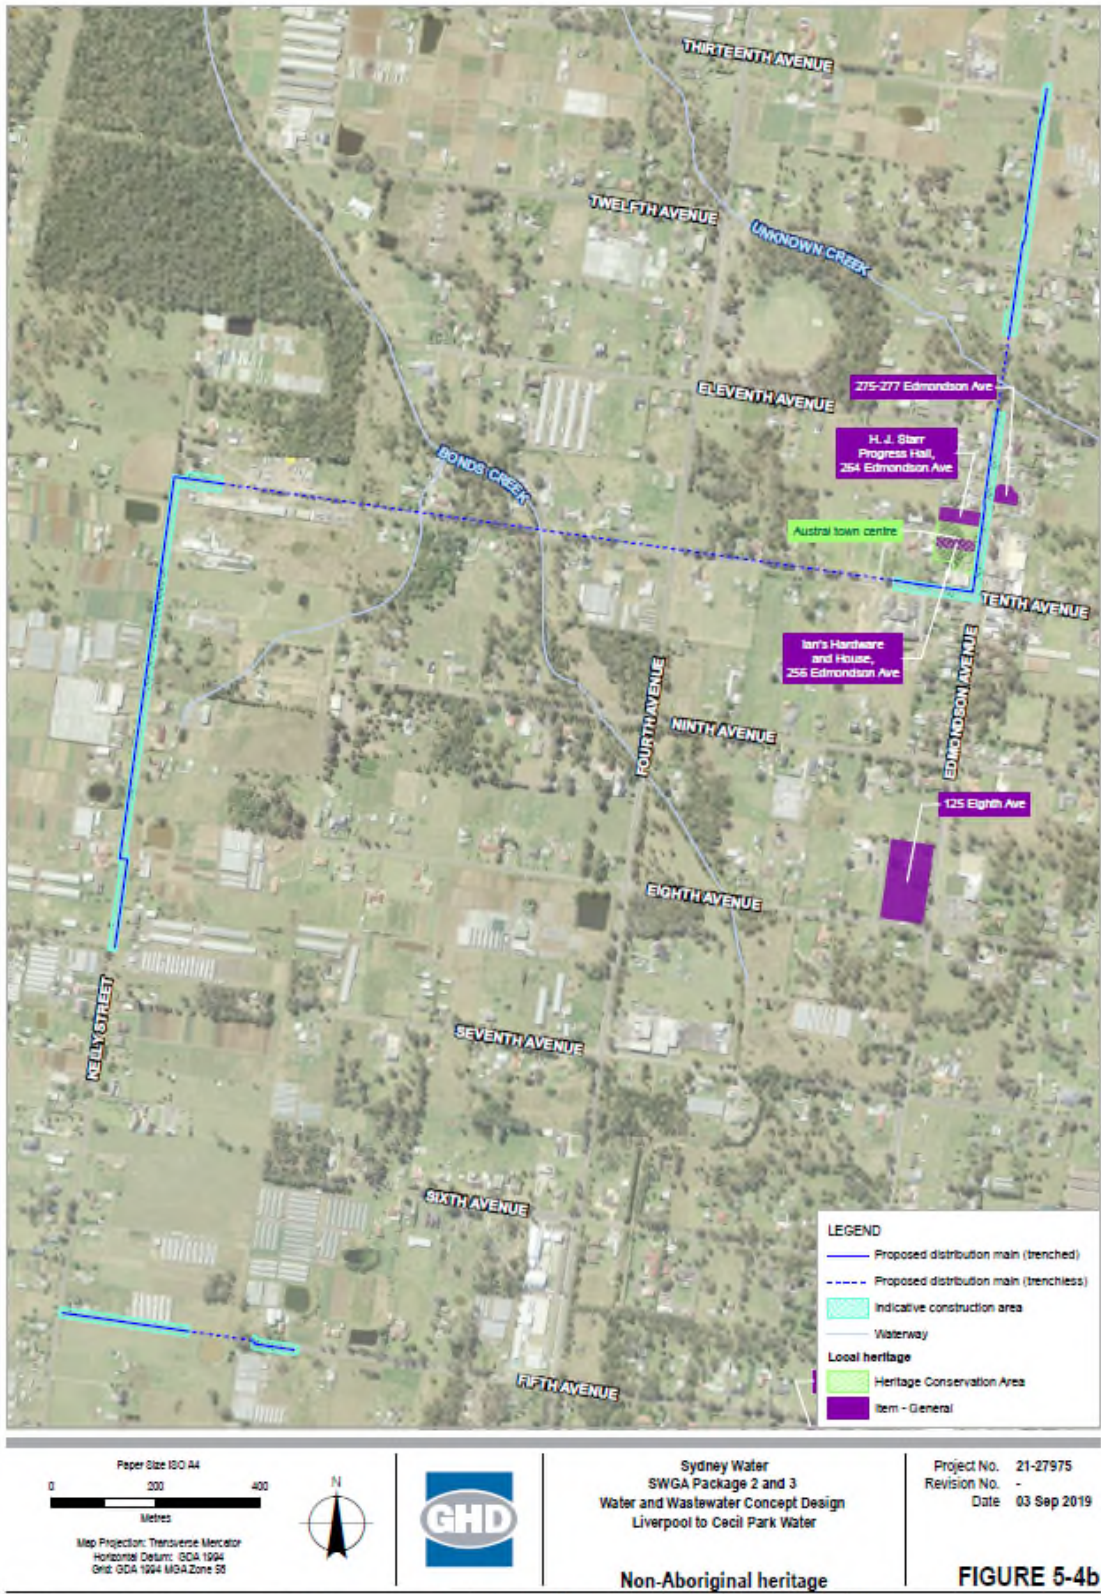 THIRTEENTH AVENUE
TWELFTH AVENUE
UNKNOWN CREEK
ELEVENTH AVENUE
275-277 Edmondson Ave
H. J. Starr
Progress Hall,
264 Edmondson Ave
BONDS CREEK
Austral town centre
TENTH AVENUE
Ian's Hardware
and House,
256 Edmondson Ave
EDMONDSON AVENUE
FOURTH AVENUE
NINTH AVENUE
125 Eighth Ave
EIGHTH AVENUE
KELLY STREET
SEVENTH AVENUE
SIXTH AVENUE
FIFTH AVENUE
LEGEND
Proposed distribution main (trenched)
Proposed distribution main (trenchless)
Indicative construction area
Waterway
Local heritage
Heritage Conservation Area
Item - General
Paper Size ISO A4
0 200 400
Metres
Map Projection: Transverse Mercator
Horizontal Datum: GDA 1994
Grid: GDA 1994 MGA Zone 56
N
GHD
Sydney Water
SWGA Package 2 and 3
Water and Wastewater Concept Design
Liverpool to Cecil Park Water
Non-Aboriginal heritage
Project No. 21-27975
Revision No. -
Date 03 Sep 2019
FIGURE 5-4b